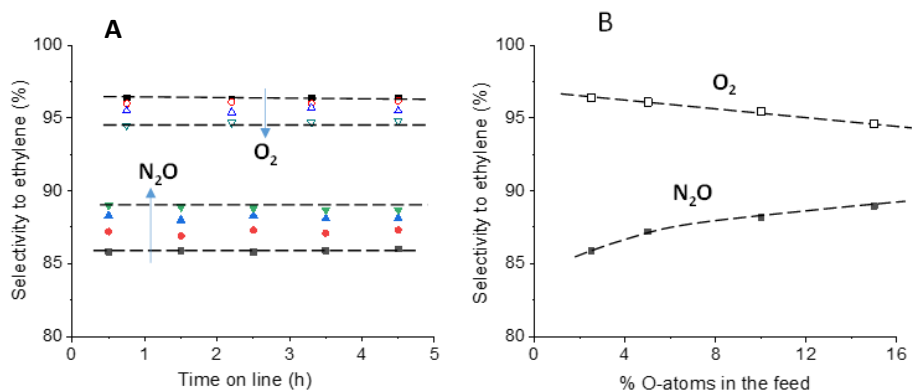 A
Selectivity to ethylene (%)
100
95
90
85
80
O₂
N₂O
0
1
2
3
4
5
Time on line (h)
B
Selectivity to ethylene (%)
100
95
90
85
80
O₂
N₂O
0
4
8
12
16
% O-atoms in the feed